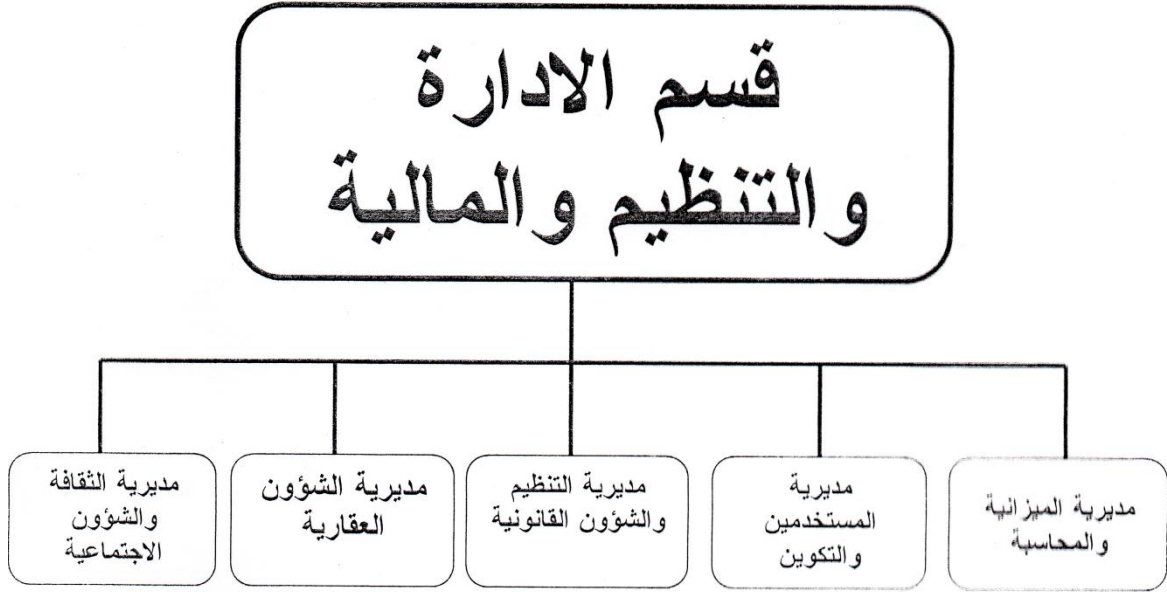 قسم الادارة
والتنظيم والمالية
مديرية الميزانية
والمحاسبة
مديرية
المستخدمين
والتكوين
مديرية التنظيم
والشؤون القانونية
مديرية الشؤون
العقارية
مديرية الثقافة
والشؤون
الاجتماعية